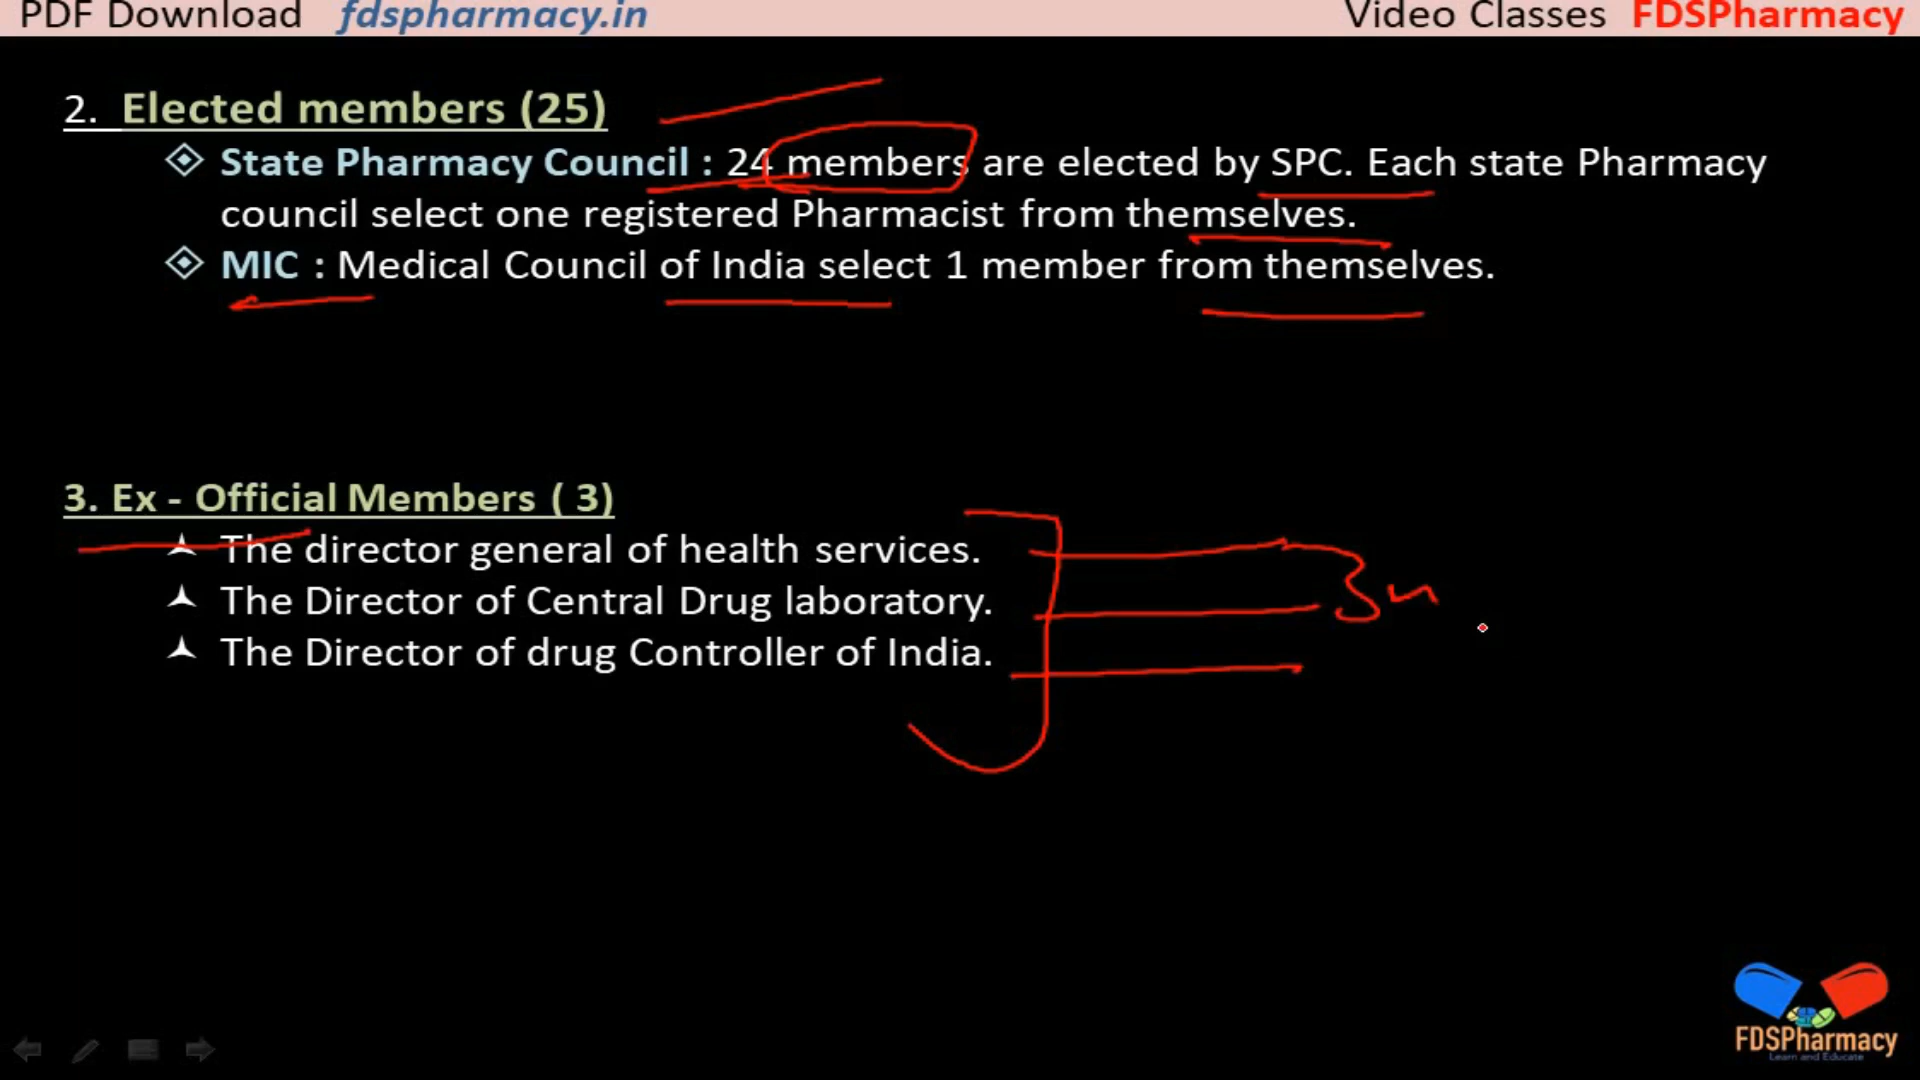 PDF Download fdspharmacy.in Video Classes FDSPharmacy
2. Elected members (25)
State Pharmacy Council : 24 members are elected by SPC. Each state Pharmacy
council select one registered Pharmacist from themselves.
MIC : Medical Council of India select 1 member from themselves.
3. Ex - Official Members ( 3)
The director general of health services.
The Director of Central Drug laboratory.
The Director of drug Controller of India.
FDSPharmacy
Learn and Educate